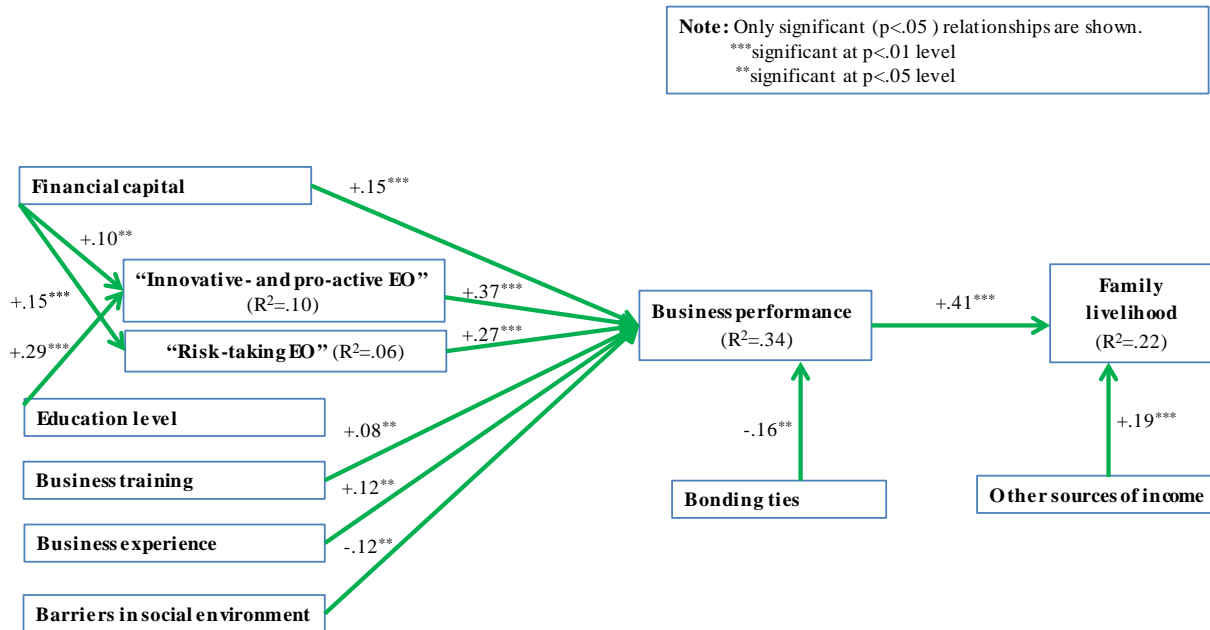 Note: Only significant (p<.05 ) relationships are shown.
***significant at p<.01 level
**significant at p<.05 level
Financial capital
+.15***
+.10**
“Innovative- and pro-active EO”
(R²=.10)
+.15***
+.37***
“Risk-taking EO” (R²=.06)
+.27***
+.29***
Business performance
(R²=.34)
+.41***
Family
livelihood
(R²=.22)
Education level
+.08**
-.16**
+.19***
Business training
+.12**
Bonding ties
Other sources of income
Business experience
-.12**
Barriers in social environment